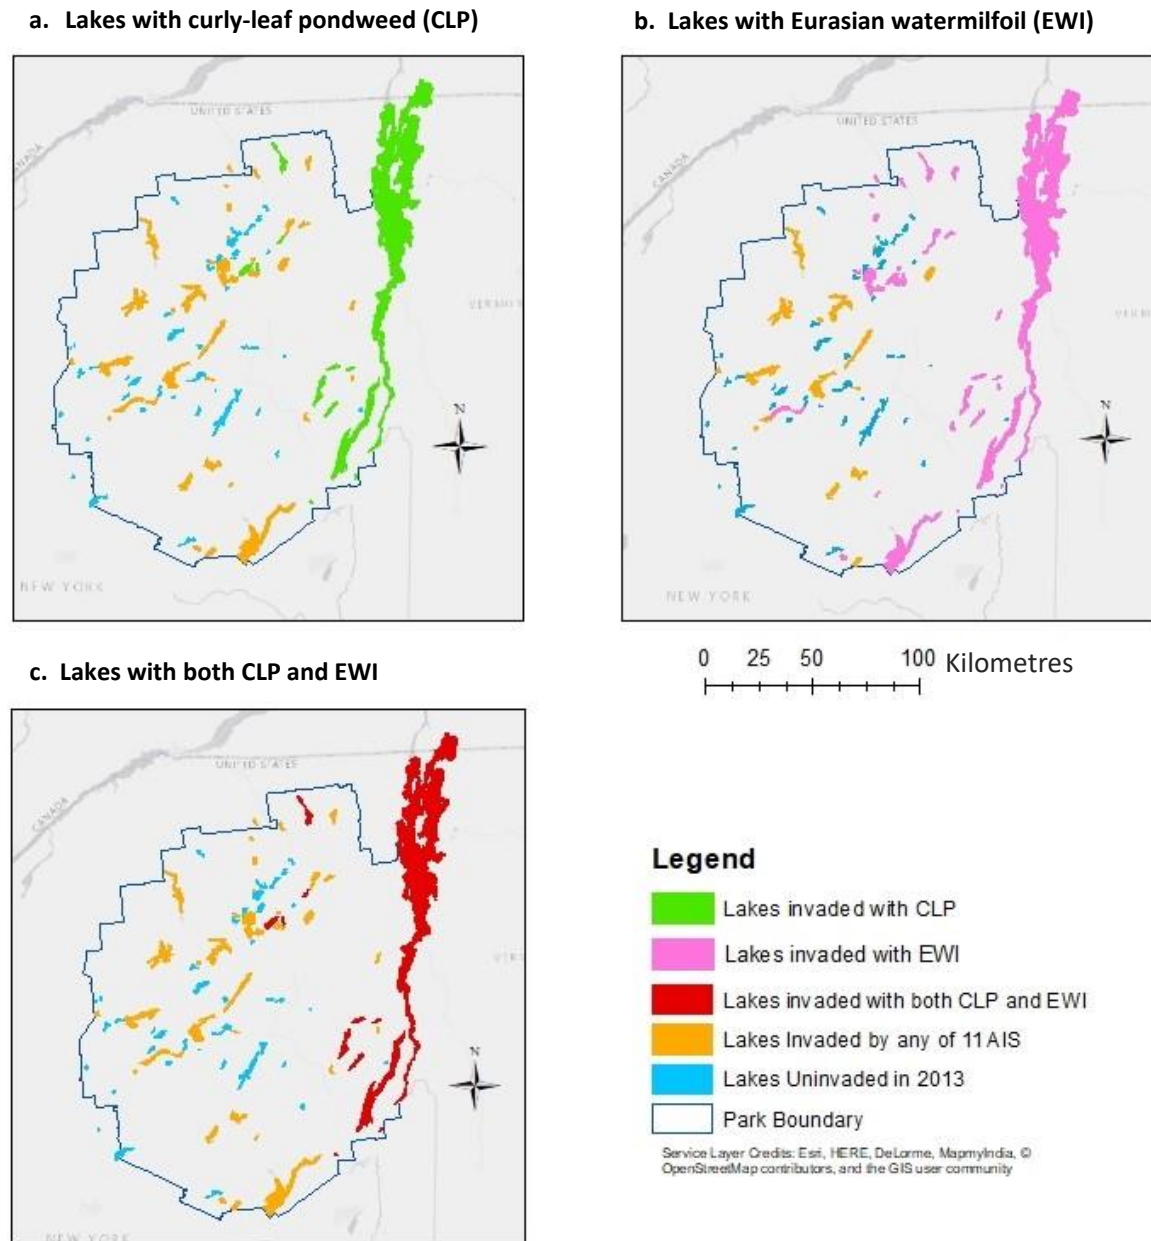 a. Lakes with curly-leaf pondweed (CLP)
UNITED STATES
CANADA
VERMONT
N
NEW YORK
b. Lakes with Eurasian watermilfoil (EWI)
UNITED STATES
CANADA
N
NEW YORK
0 25 50 100 Kilometres
c. Lakes with both CLP and EWI
UNITED STATES
CANADA
N
NEW YORK
Legend
Lakes invaded with CLP
Lakes invaded with EWI
Lakes invaded with both CLP and EWI
Lakes Invaded by any of 11 AIS
Lakes Uninvaded in 2013
Park Boundary
Service Layer Credits: Esri, HERE, DeLorme, MapmyIndia, ©
OpenStreetMap contributors, and the GIS user community